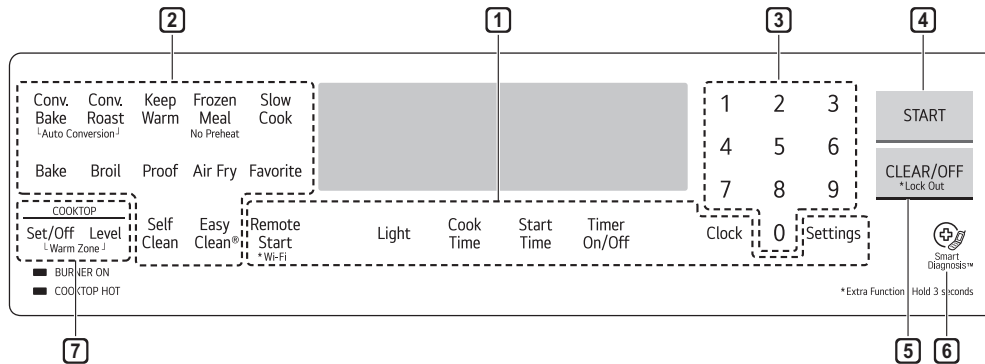 2
1
3
4
Conv. Bake
Conv. Roast
Auto Conversion
Keep Warm
Frozen Meal
No Preheat
Slow Cook
Bake Broil Proof Air Fry Favorite
COOKTOP
Set/Off Level
Warm Zone
Self Clean
Easy Clean®
Remote Start
*Wi-Fi
Light
Cook Time
Start Time
Timer On/Off
1 2 3
4 5 6
7 8 9
Clock 0 Settings
START
CLEAR/OFF
*Lock Out
Smart Diagnosis™
BURNER ON
COOKTOP HOT
*Extra Function : Hold 3 seconds
7
5
6